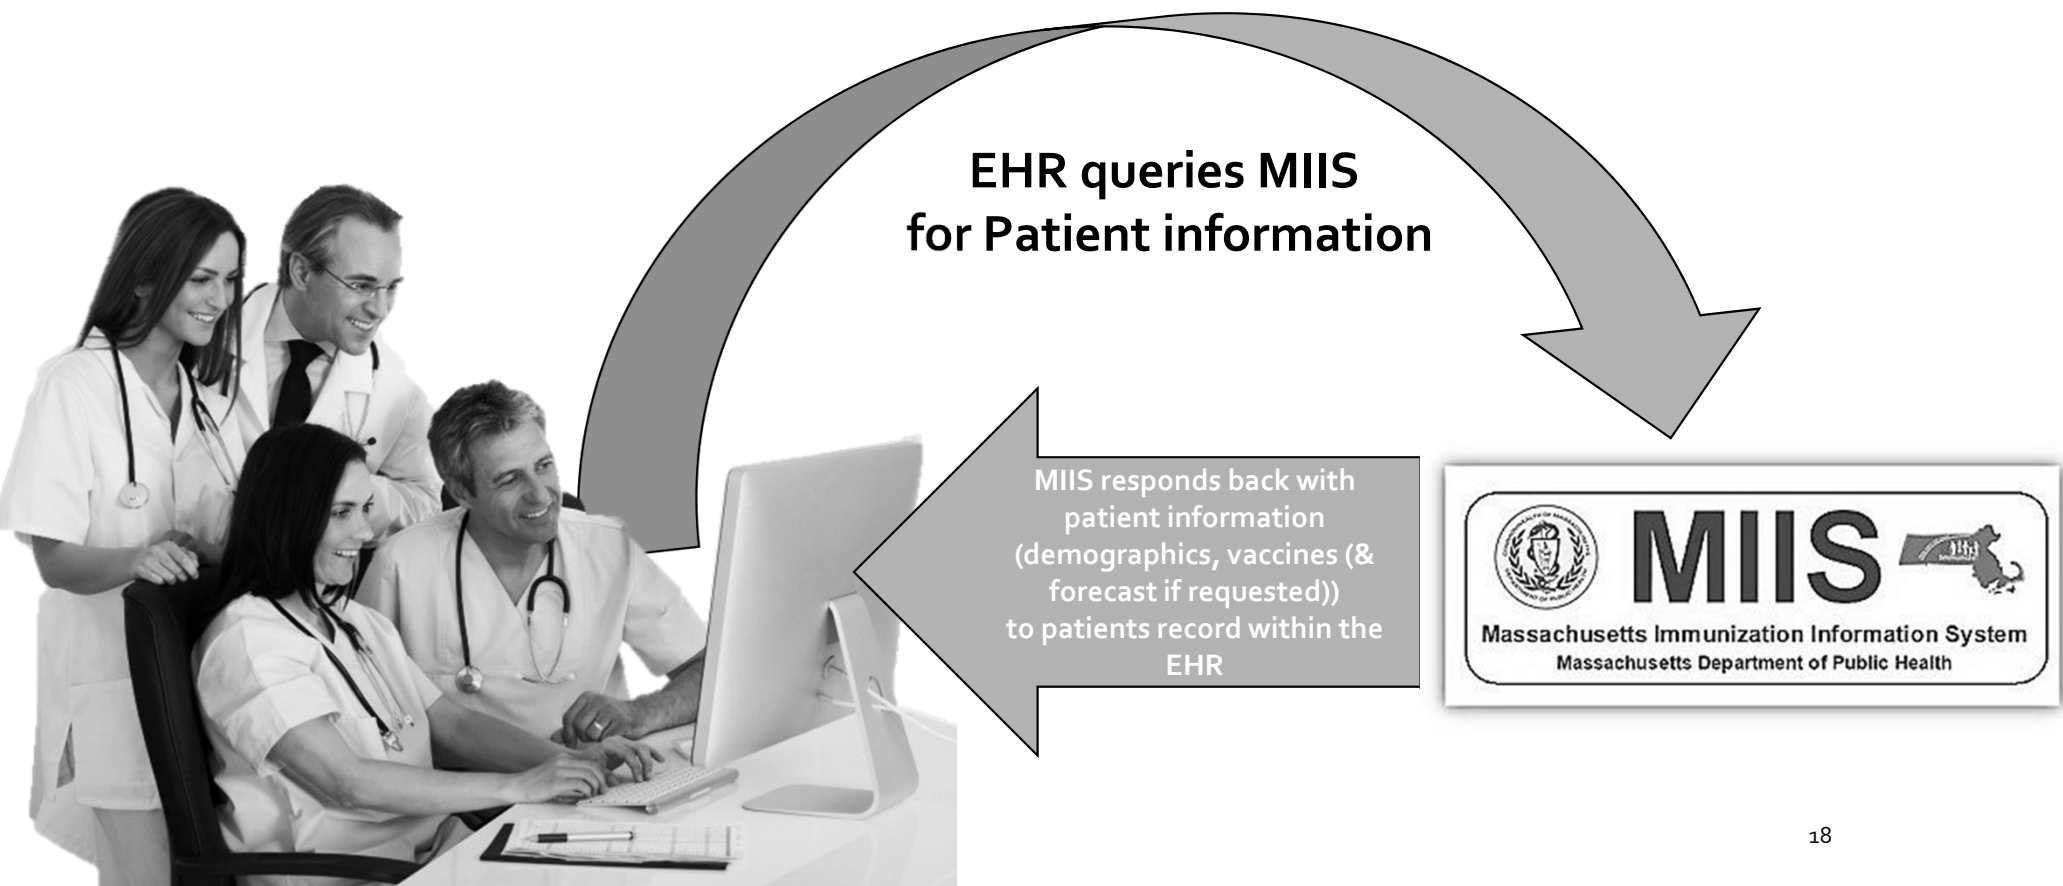 EHR queries MIIS
for Patient information
MIIS responds back with
patient information
(demographics, vaccines (&
forecast if requested))
to patients record within the
EHR
MIIS
Massachusetts Immunization Information System
Massachusetts Department of Public Health
18